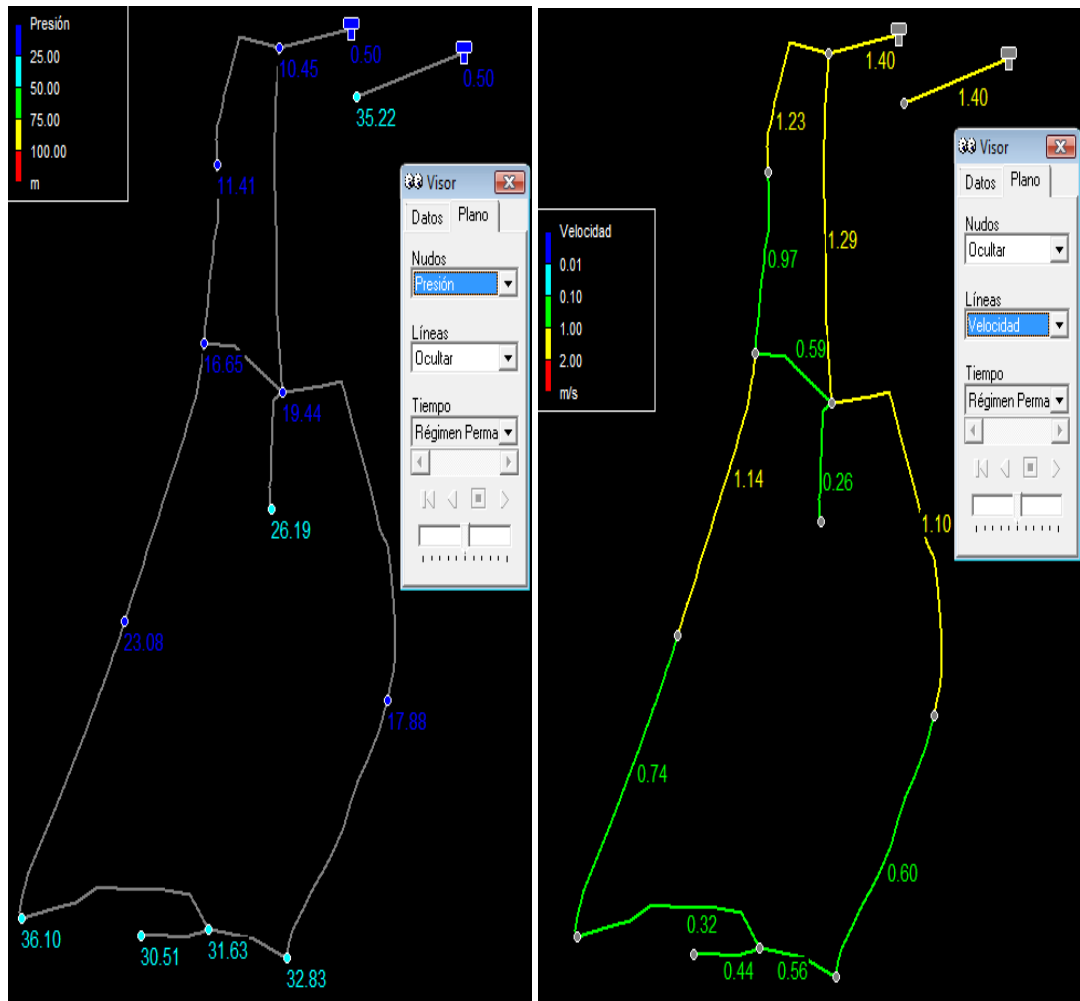 Presión
25.00
50.00
75.00
100.00
m
0.50
10.45
0.50
35.22
11.41
16.65
19.44
26.19
23.08
17.88
36.10
30.51
31.63
32.83
Visor
Datos
Plano
Nudos
Presión
Líneas
Ocultar
Tiempo
Régimen Perma
Velocidad
0.01
0.10
1.00
2.00
m/s
1.40
1.40
1.23
1.29
0.97
0.59
1.14
0.26
1.10
0.74
0.60
0.32
0.44
0.56
Visor
Datos
Plano
Nudos
Ocultar
Líneas
Velocidad
Tiempo
Régimen Perma